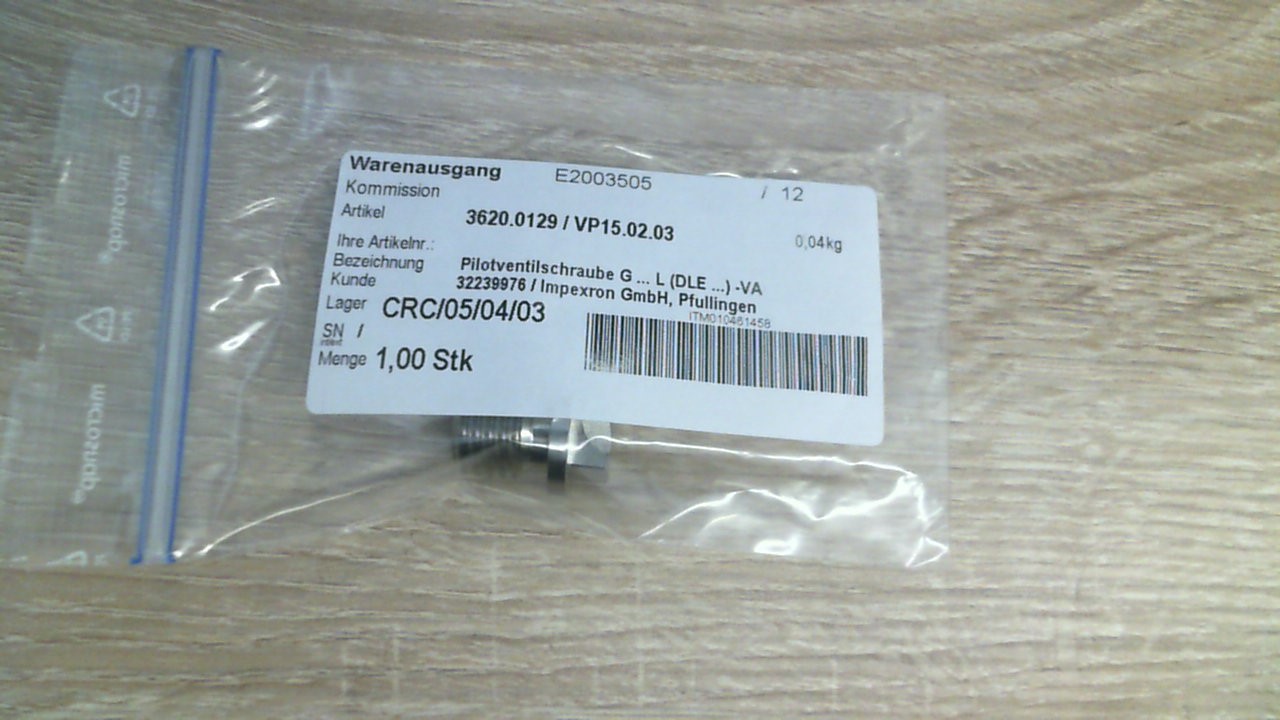 Warenausgang E2003505 / 12
Kommission
Artikel 3620.0129 / VP15.02.03 0,04kg
Ihre Artikelnr.:
Bezeichnung Pilotventilschraube G ... L (DLE ...) -VA
Kunde 32239976 / Impexron GmbH, Pfullingen
Lager CRC/05/04/03
ITM010461458
SN /
Menge 1,00 Stk